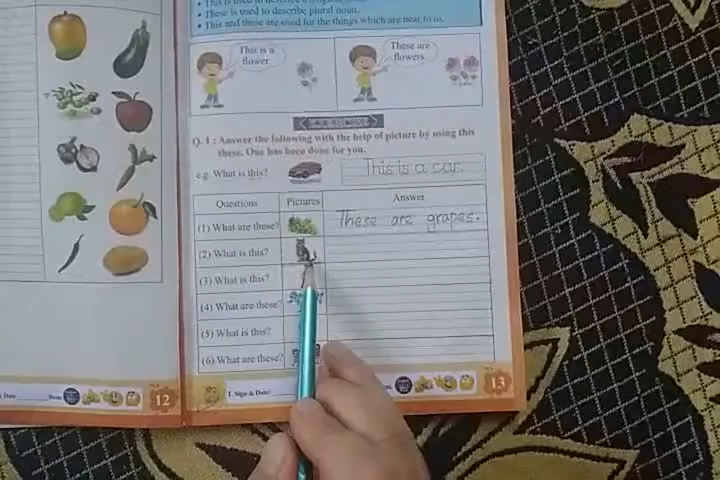 • These is used to describe plural noun.
• This and these are used for the things which are near to us.
This is a
flower
These are
flowers
EXERCISE
Q. 1 : Answer the following with the help of picture by using this
these. One has been done for you.
e.g. What is this?
This is a car.
Questions
Pictures
Answer
(1) What are these?
These are grapes.
(2) What is this?
(3) What is this?
(4) What are these?
(5) What is this?
(6) What are these?
12
T. Sign & Date:
13